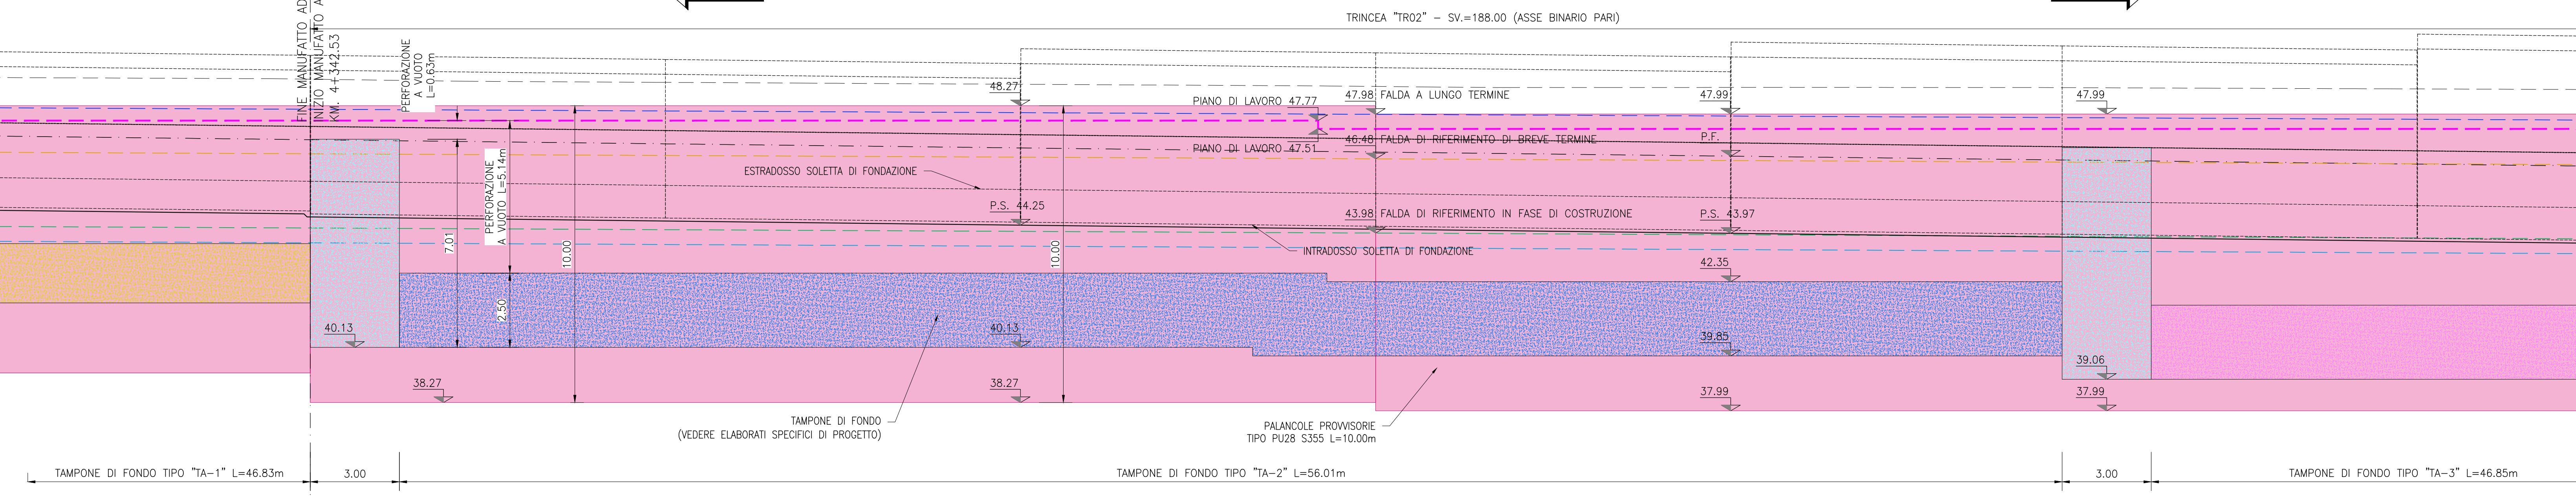 TRINCEA "TR02" - SV.=188.00 (ASSE BINARIO PARI)
FINE MANUFATTO AD
INIZIO MANUFATTO A
KM. 4+342.53
PERFORAZIONE
A VUOTO
L=0.63m
48.27
PIANO DI LAVORO 47.77
47.98 FALDA A LUNGO TERMINE
47.99
47.99
46.48 FALDA DI RIFERIMENTO DI BREVE TERMINE
P.F.
PIANO DI LAVORO 47.51
ESTRADOSSO SOLETTA DI FONDAZIONE
PERFORAZIONE
A VUOTO L=5.14m
P.S. 44.25
43.98 FALDA DI RIFERIMENTO IN FASE DI COSTRUZIONE
P.S. 43.97
7.01
10.00
10.00
INTRADOSSO SOLETTA DI FONDAZIONE
42.35
2.50
40.13
40.13
39.85
39.06
38.27
38.27
37.99
37.99
TAMPONE DI FONDO
(VEDERE ELABORATI SPECIFICI DI PROGETTO)
PALANCOLE PROVVISORIE
TIPO PU28 S355 L=10.00m
TAMPONE DI FONDO TIPO "TA-1" L=46.83m
3.00
TAMPONE DI FONDO TIPO "TA-2" L=56.01m
3.00
TAMPONE DI FONDO TIPO "TA-3" L=46.85m